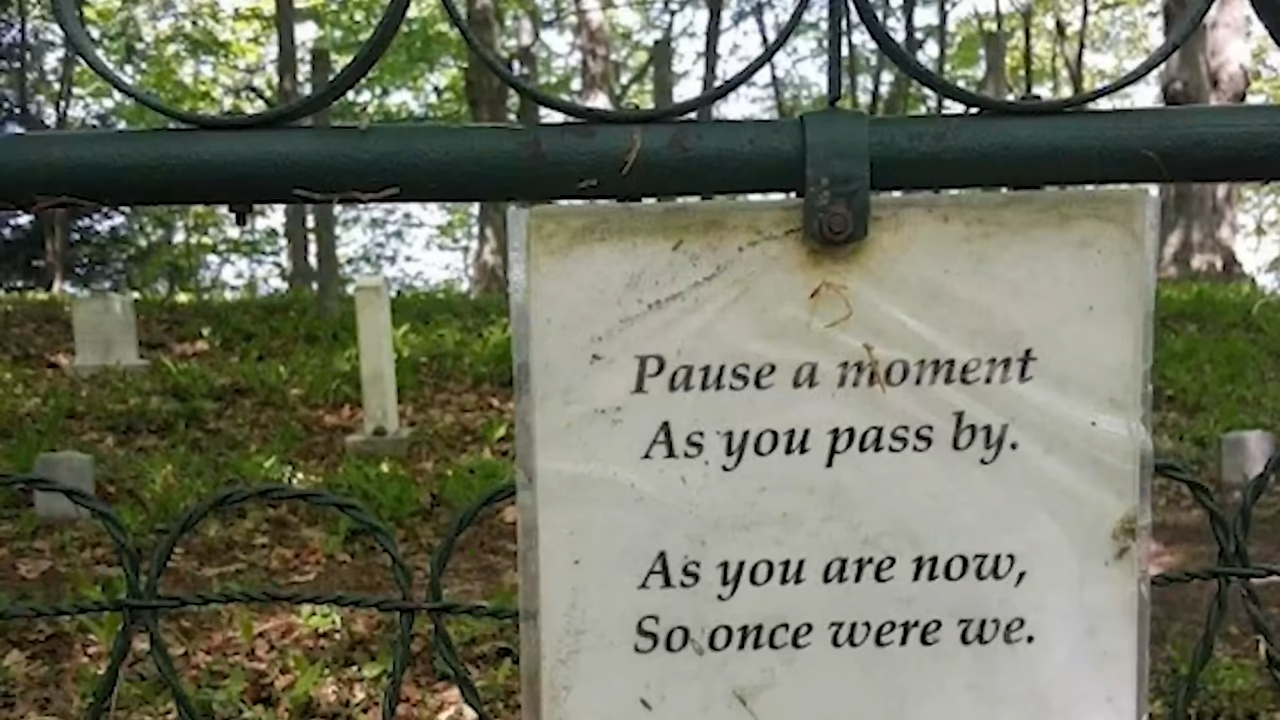 Pause a moment
As you pass by.
As you are now,
So once were we.